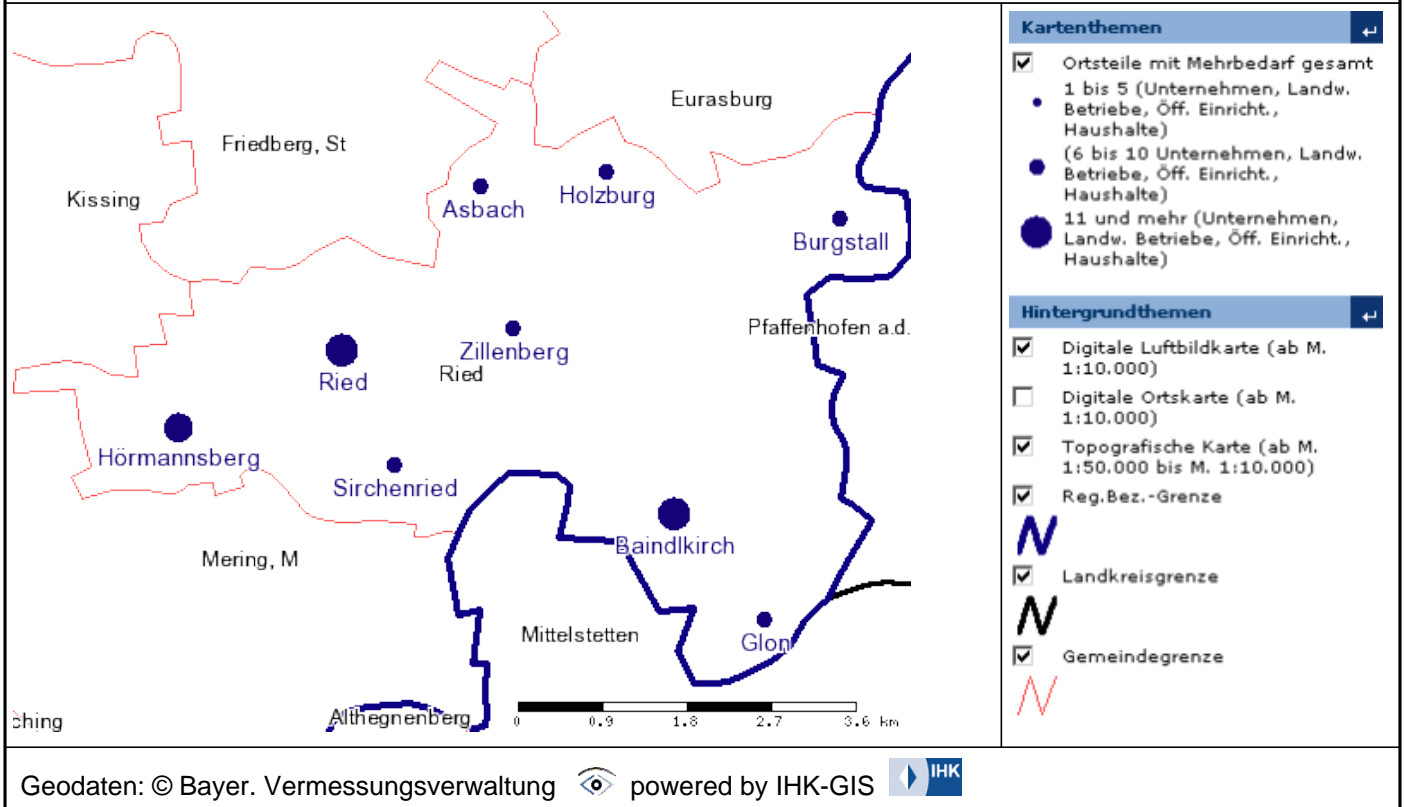 Eurasburg
Friedberg, St
Kissing
Asbach
Holzburg
Burgstall
Pfaffenhofen a.d.
Zillenberg
Ried
Ried
Hörmannsberg
Sirchenried
Baindlkirch
Mering, M
Mittelstetten
Glon
ching
Althegnenberg
0 0.9 1.8 2.7 3.6 km
Kartenthemen
Ortsteile mit Mehrbedarf gesamt
1 bis 5 (Unternehmen, Landw.
Betriebe, Öff. Einricht.,
Haushalte)
(6 bis 10 Unternehmen, Landw.
Betriebe, Öff. Einricht.,
Haushalte)
11 und mehr (Unternehmen,
Landw. Betriebe, Öff. Einricht.,
Haushalte)
Hintergrundthemen
Digitale Luftbildkarte (ab M.
1:10.000)
Digitale Ortskarte (ab M.
1:10.000)
Topografische Karte (ab M.
1:50.000 bis M. 1:10.000)
Reg.Bez.-Grenze
Landkreisgrenze
Gemeindegrenze
Geodaten: © Bayer. Vermessungsverwaltung powered by IHK-GIS IHK